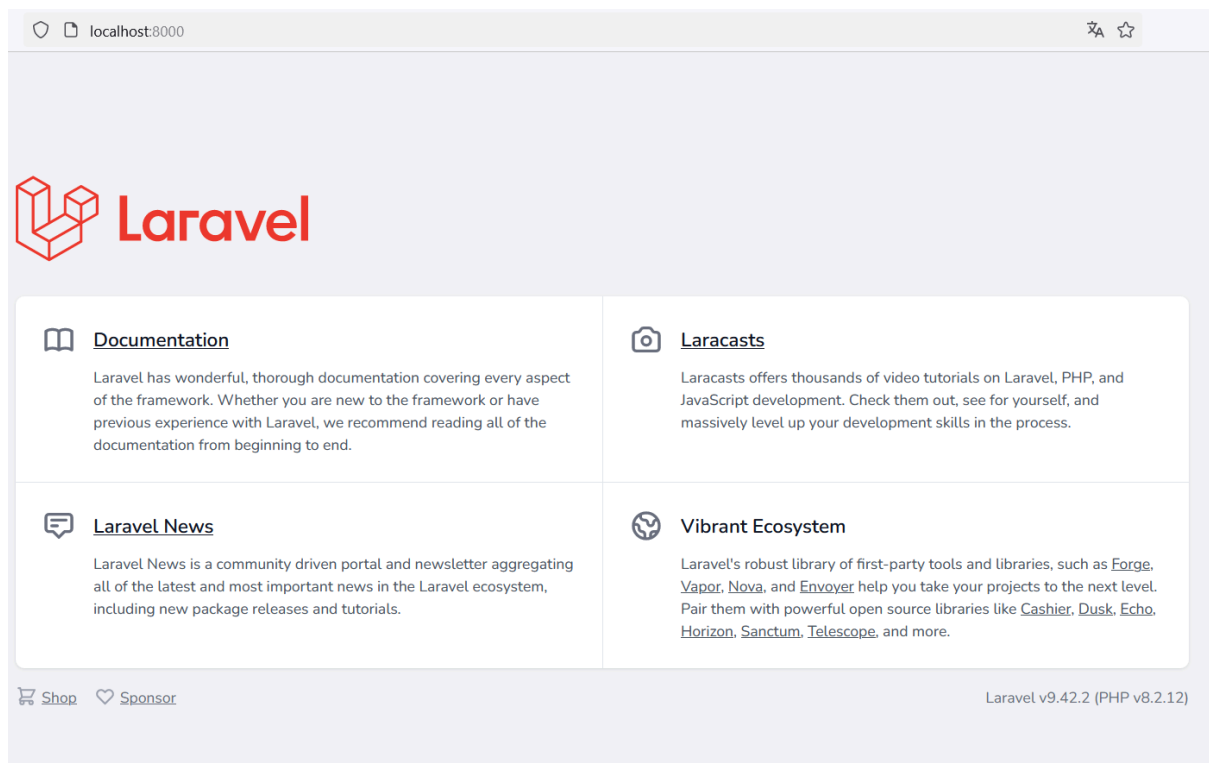 localhost:8000
Laravel
Documentation
Laravel has wonderful, thorough documentation covering every aspect
of the framework. Whether you are new to the framework or have
previous experience with Laravel, we recommend reading all of the
documentation from beginning to end.
Laracasts
Laracasts offers thousands of video tutorials on Laravel, PHP, and
JavaScript development. Check them out, see for yourself, and
massively level up your development skills in the process.
Laravel News
Laravel News is a community driven portal and newsletter aggregating
all of the latest and most important news in the Laravel ecosystem,
including new package releases and tutorials.
Vibrant Ecosystem
Laravel's robust library of first-party tools and libraries, such as Forge,
Vapor, Nova, and Envoyer help you take your projects to the next level.
Pair them with powerful open source libraries like Cashier, Dusk, Echo,
Horizon, Sanctum, Telescope, and more.
Shop Sponsor
Laravel v9.42.2 (PHP v8.2.12)